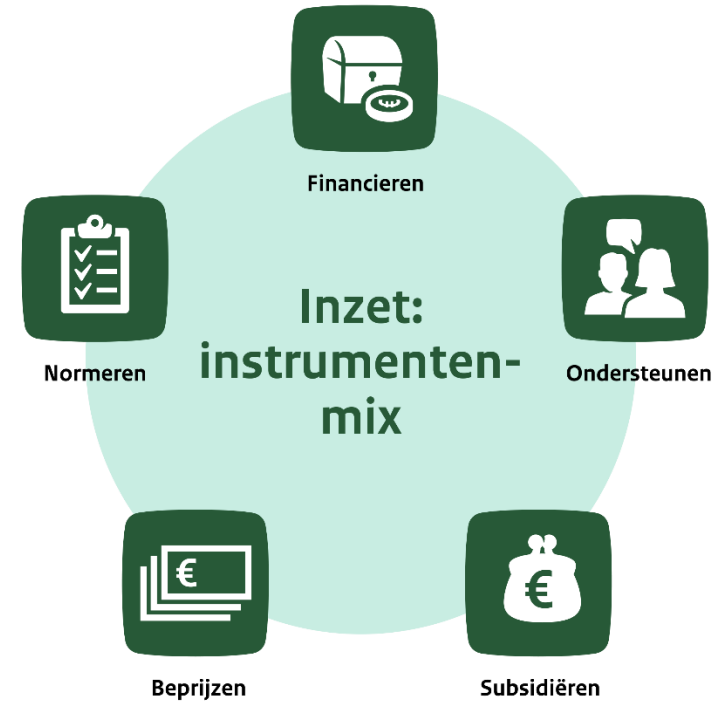 Financieren
Normeren
Inzet:
instrumenten-
mix
Ondersteunen
€
Beprijzen
€
Subsidiëren